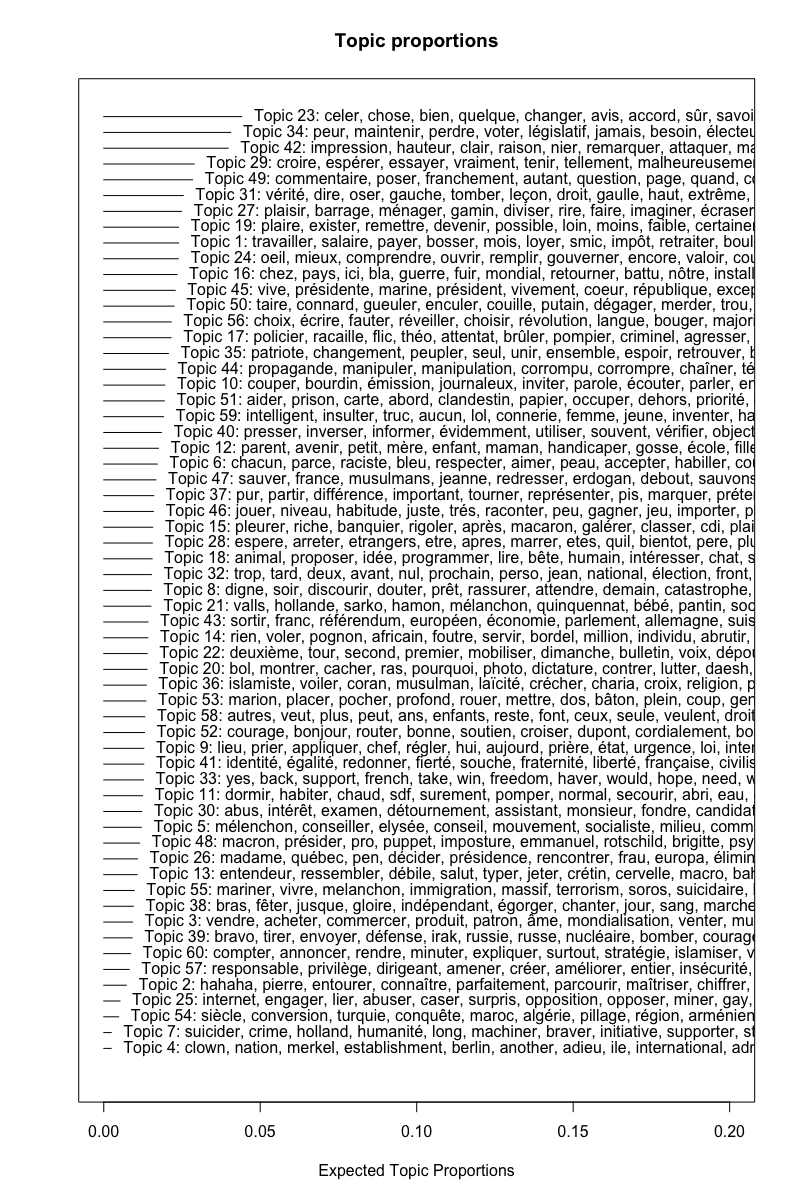 Topic proportions
Topic 23: celer, chose, bien, quelque, changer, avis, accord, sûr, savoi
Topic 34: peur, maintenir, perdre, voter, législatif, jamais, besoin, électeu
Topic 42: impression, hauteur, clair, raison, nier, remarquer, attaquer, ma
Topic 29: croire, espérer, essayer, vraiment, tenir, tellement, malheureusemen
Topic 49: commentaire, poser, franchement, autant, question, page, quand, co
Topic 31: vérité, dire, oser, gauche, tomber, leçon, droit, gaulle, haut, extrême,
Topic 27: plaisir, barrage, ménager, gamin, diviser, rire, faire, imaginer, écraser
Topic 19: plaire, exister, remettre, devenir, possible, loin, moins, faible, certainem
Topic 1: travailler, salaire, payer, bosser, mois, loyer, smic, impôt, retraiter, boul
Topic 24: oeil, mieux, comprendre, ouvrir, remplir, gouverner, encore, valoir, cou
Topic 16: chez, pays, ici, bla, guerre, fuir, mondial, retourner, battu, nôtre, install
Topic 45: vive, présidente, marine, président, vivement, coeur, république, excep
Topic 50: taire, connard, gueuler, enculer, couille, putain, dégager, merder, trou,
Topic 56: choix, écrire, fauter, réveiller, choisir, révolution, langue, bouger, majori
Topic 17: policier, racaille, flic, théo, attentat, brûler, pompier, criminel, agresser,
Topic 35: patriote, changement, peupler, seul, unir, ensemble, espoir, retrouver, b
Topic 44: propagande, manipuler, manipulation, corrompu, corrompre, chaîner, té
Topic 10: couper, bourdin, émission, journaleux, inviter, parole, écouter, parler, en
Topic 51: aider, prison, carte, abord, clandestin, papier, occuper, dehors, priorité,
Topic 59: intelligent, insulter, truc, aucun, lol, connerie, femme, jeune, inventer, ha
Topic 40: presser, inverser, informer, évidemment, utiliser, souvent, vérifier, object
Topic 12: parent, avenir, petit, mère, enfant, maman, handicaper, gosse, école, fille
Topic 6: chacun, parce, raciste, bleu, respecter, aimer, peau, accepter, habiller, cou
Topic 47: sauver, france, musulmans, jeanne, redresser, erdogan, debout, sauvons
Topic 37: pur, partir, différence, important, tourner, représenter, pis, marquer, préten
Topic 46: jouer, niveau, habitude, juste, trés, raconter, peu, gagner, jeu, importer, p
Topic 15: pleurer, riche, banquier, rigoler, après, macaron, galérer, classer, cdi, plai
Topic 28: espere, arreter, etrangers, etre, apres, marrer, etes, quil, bientot, pere, plu
Topic 18: animal, proposer, idée, programmer, lire, bête, humain, intéresser, chat, s
Topic 32: trop, tard, deux, avant, nul, prochain, perso, jean, national, élection, front,
Topic 8: digne, soir, discourir, douter, prêt, rassurer, attendre, demain, catastrophe,
Topic 21: valls, hollande, sarko, hamon, mélanchon, quinquennat, bébé, pantin, soc
Topic 43: sortir, franc, référendum, européen, économie, parlement, allemagne, suis
Topic 14: rien, voler, pognon, africain, foutre, servir, bordel, million, individu, abrutir,
Topic 22: deuxième, tour, second, premier, mobiliser, dimanche, bulletin, voix, dépou
Topic 20: bol, montrer, cacher, ras, pourquoi, photo, dictature, contrer, lutter, daesh,
Topic 36: islamiste, voiler, coran, musulman, laïcité, crécher, charia, croix, religion, p
Topic 53: marion, placer, pocher, profond, rouer, mettre, dos, bâton, plein, coup, gen
Topic 58: autres, veut, plus, peut, ans, enfants, reste, font, ceux, seule, veulent, droit
Topic 52: courage, bonjour, router, bonne, soutien, croiser, dupont, cordialement, bo
Topic 9: lieu, prier, appliquer, chef, régler, hui, aujourd, prière, état, urgence, loi, inter
Topic 41: identité, égalité, redonner, fierté, souche, fraternité, liberté, française, civilis
Topic 33: yes, back, support, french, take, win, freedom, haver, would, hope, need, w
Topic 11: dormir, habiter, chaud, sdf, surement, pomper, normal, secourir, abri, eau,
Topic 30: abus, intérêt, examen, détournement, assistant, monsieur, fondre, candidat
Topic 5: mélenchon, conseiller, elysée, conseil, mouvement, socialiste, milieu, comm
Topic 48: macron, présider, pro, puppet, imposture, emmanuel, rotschild, brigitte, psy
Topic 26: madame, québec, pen, décider, présidence, rencontrer, frau, europa, élimin
Topic 13: entendeur, ressembler, débile, salut, typer, jeter, crétin, cervelle, macro, bah
Topic 55: mariner, vivre, melanchon, immigration, massif, terrorism, soros, suicidaire,
Topic 38: bras, fêter, jusque, gloire, indépendant, égorger, chanter, jour, sang, marche
Topic 3: vendre, acheter, commercer, produit, patron, âme, mondialisation, venter, mu
Topic 39: bravo, tirer, envoyer, défense, irak, russie, russe, nucléaire, bomber, courage
Topic 60: compter, annoncer, rendre, minuter, expliquer, surtout, stratégie, islamiser, v
Topic 57: responsable, privilège, dirigeant, amener, créer, améliorer, entier, insécurité,
Topic 2: hahaha, pierre, entourer, connaître, parfaitement, parcourir, maîtriser, chiffrer,
Topic 25: internet, engager, lier, abuser, caser, surpris, opposition, opposer, miner, gay,
Topic 54: siècle, conversion, turquie, conquête, maroc, algérie, pillage, région, arménien
Topic 7: suicider, crime, holland, humanité, long, machiner, braver, initiative, supporter, st
Topic 4: clown, nation, merkel, establishment, berlin, another, adieu, ile, international, adr
0.00 0.05 0.10 0.15 0.20
Expected Topic Proportions